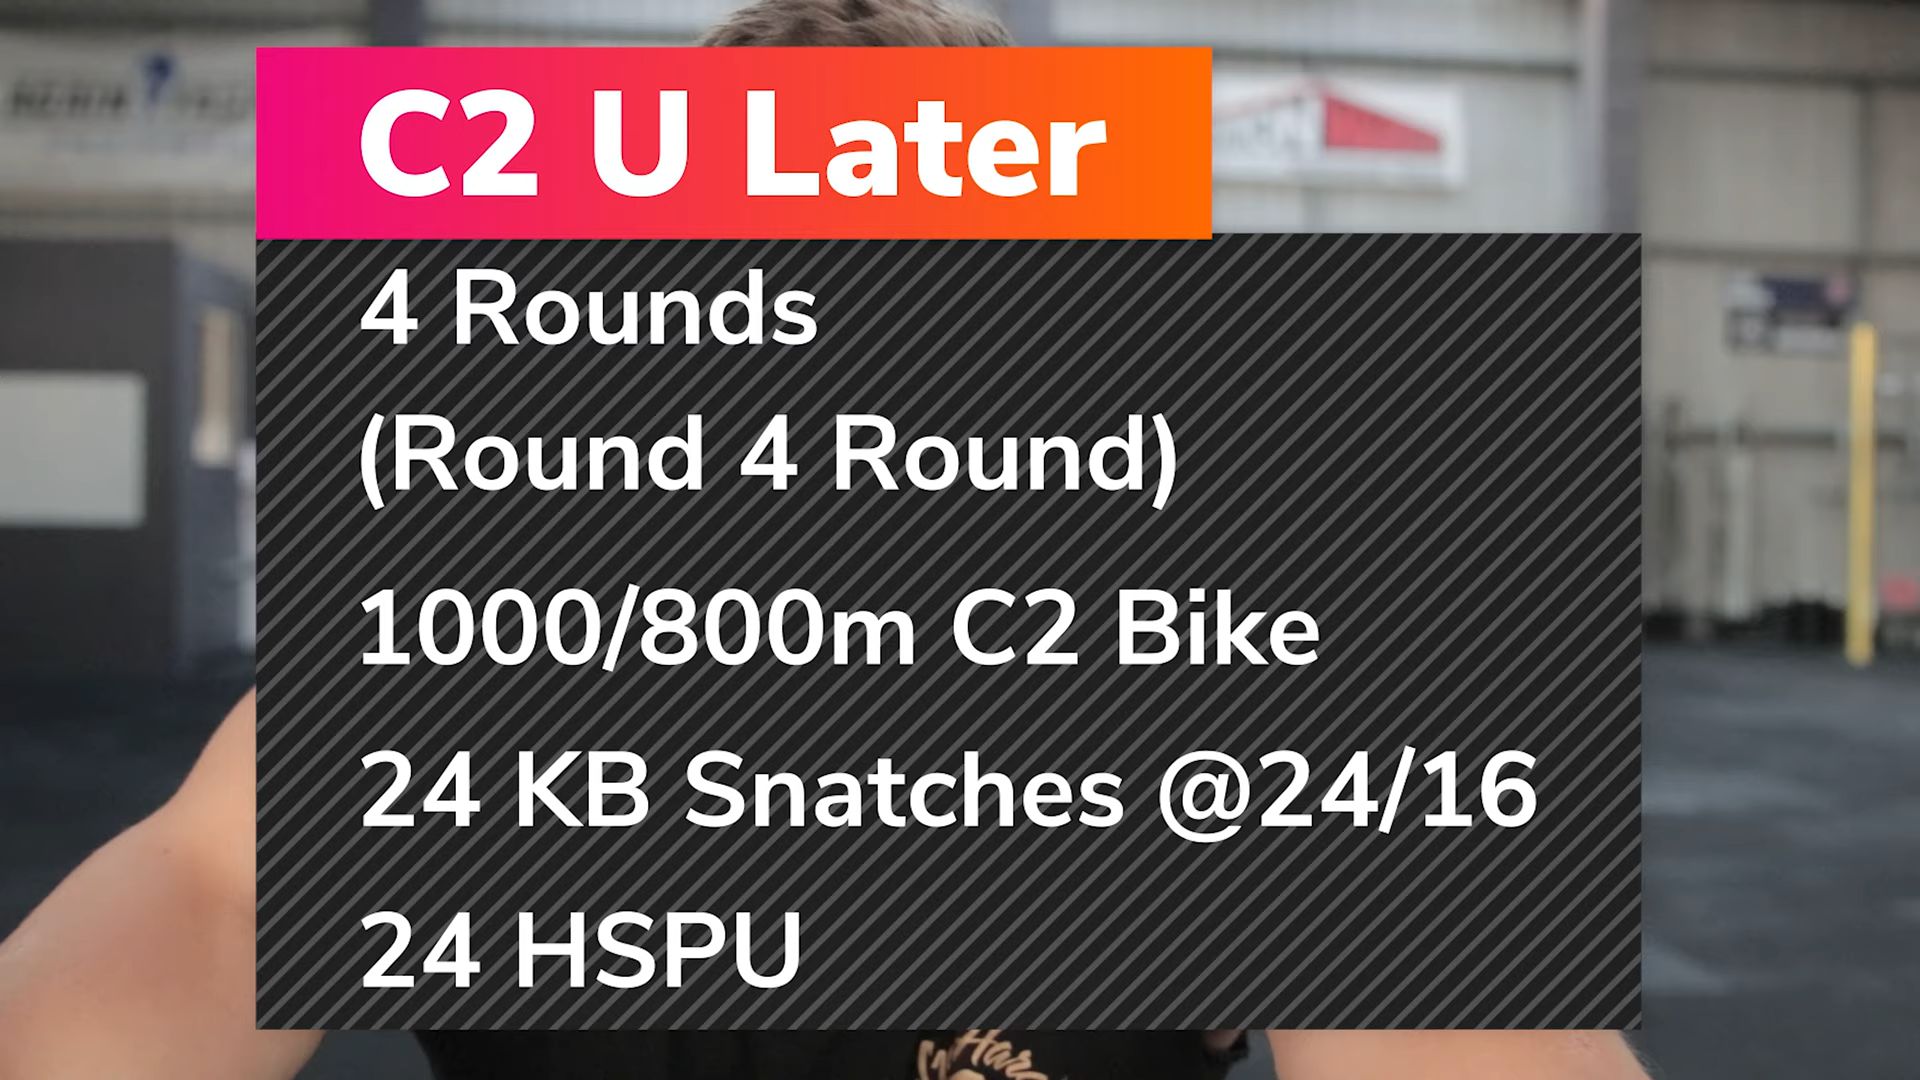 C2 U Later
4 Rounds
(Round 4 Round)
1000/800m C2 Bike
24 KB Snatches @24/16
24 HSPU